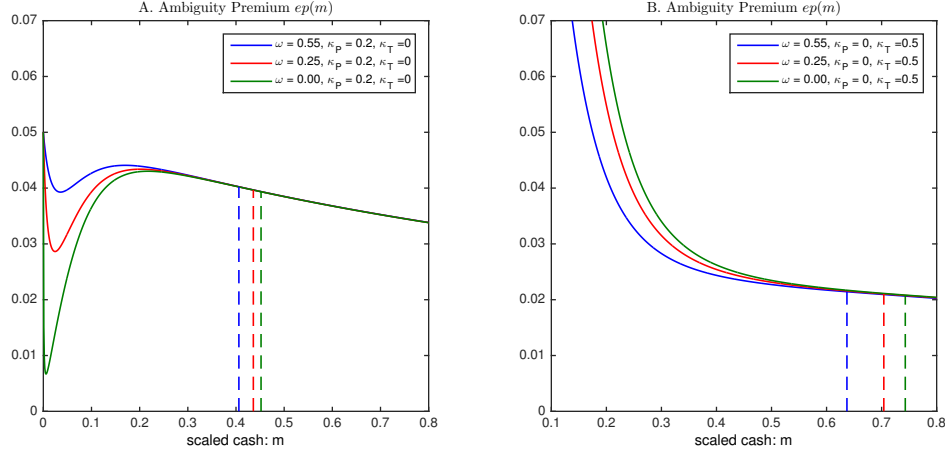 A. Ambiguity Premium ep(m)
0.07
0.06
0.05
0.04
0.03
0.02
0.01
0
ω = 0.55, κP = 0.2, κT =0
ω = 0.25, κP = 0.2, κT =0
ω = 0.00, κP = 0.2, κT =0
0 0.1 0.2 0.3 0.4 0.5 0.6 0.7 0.8
scaled cash: m
B. Ambiguity Premium ep(m)
0.07
0.06
0.05
0.04
0.03
0.02
0.01
0
ω = 0.55, κP = 0, κT =0.5
ω = 0.25, κP = 0, κT =0.5
ω = 0.00, κP = 0, κT =0.5
0.1 0.2 0.3 0.4 0.5 0.6 0.7 0.8
scaled cash: m